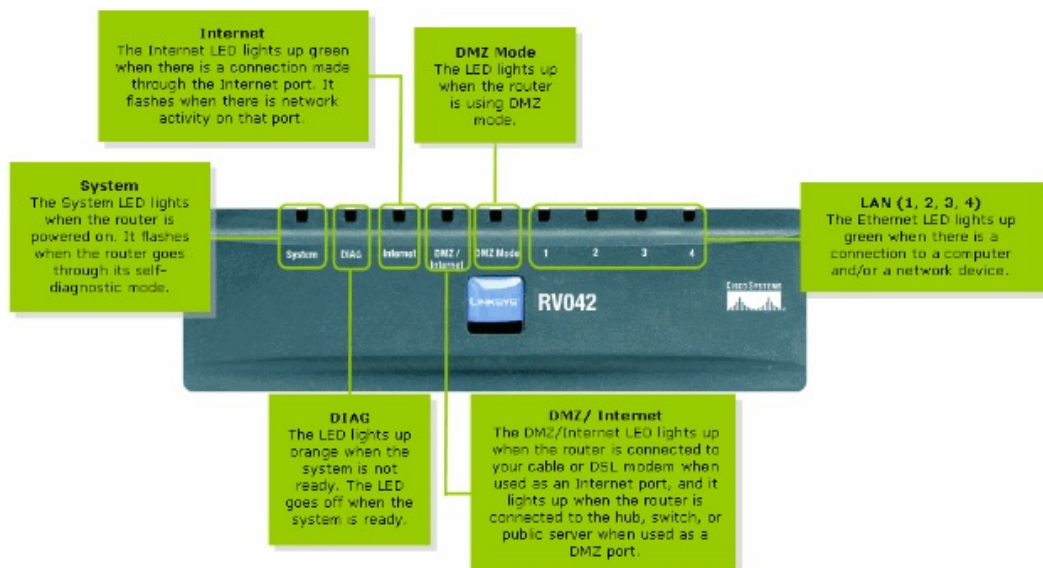 Internet
The Internet LED lights up green
when there is a connection made
through the Internet port. It
flashes when there is network
activity on that port.
DMZ Mode
The LED lights up
when the router
is using DMZ
mode.
System
The System LED lights
when the router is
powered on. It flashes
when the router goes
through its self-
diagnostic mode.
LAN (1, 2, 3, 4)
The Ethernet LED lights up
green when there is a
connection to a computer
and/or a network device.
System
DIAG
Internet
DMZ /
Internet
DMZ Mode
1
2
3
4
LINKSYS
RV042
CISCO SYSTEMS
DIAG
The LED lights up
orange when the
system is not
ready. The LED
goes off when the
system is ready.
DMZ/ Internet
The DMZ/Internet LED lights up
when the router is connected to
your cable or DSL modem when
used as an Internet port, and it
lights up when the router is
connected to the hub, switch, or
public server when used as a
DMZ port.